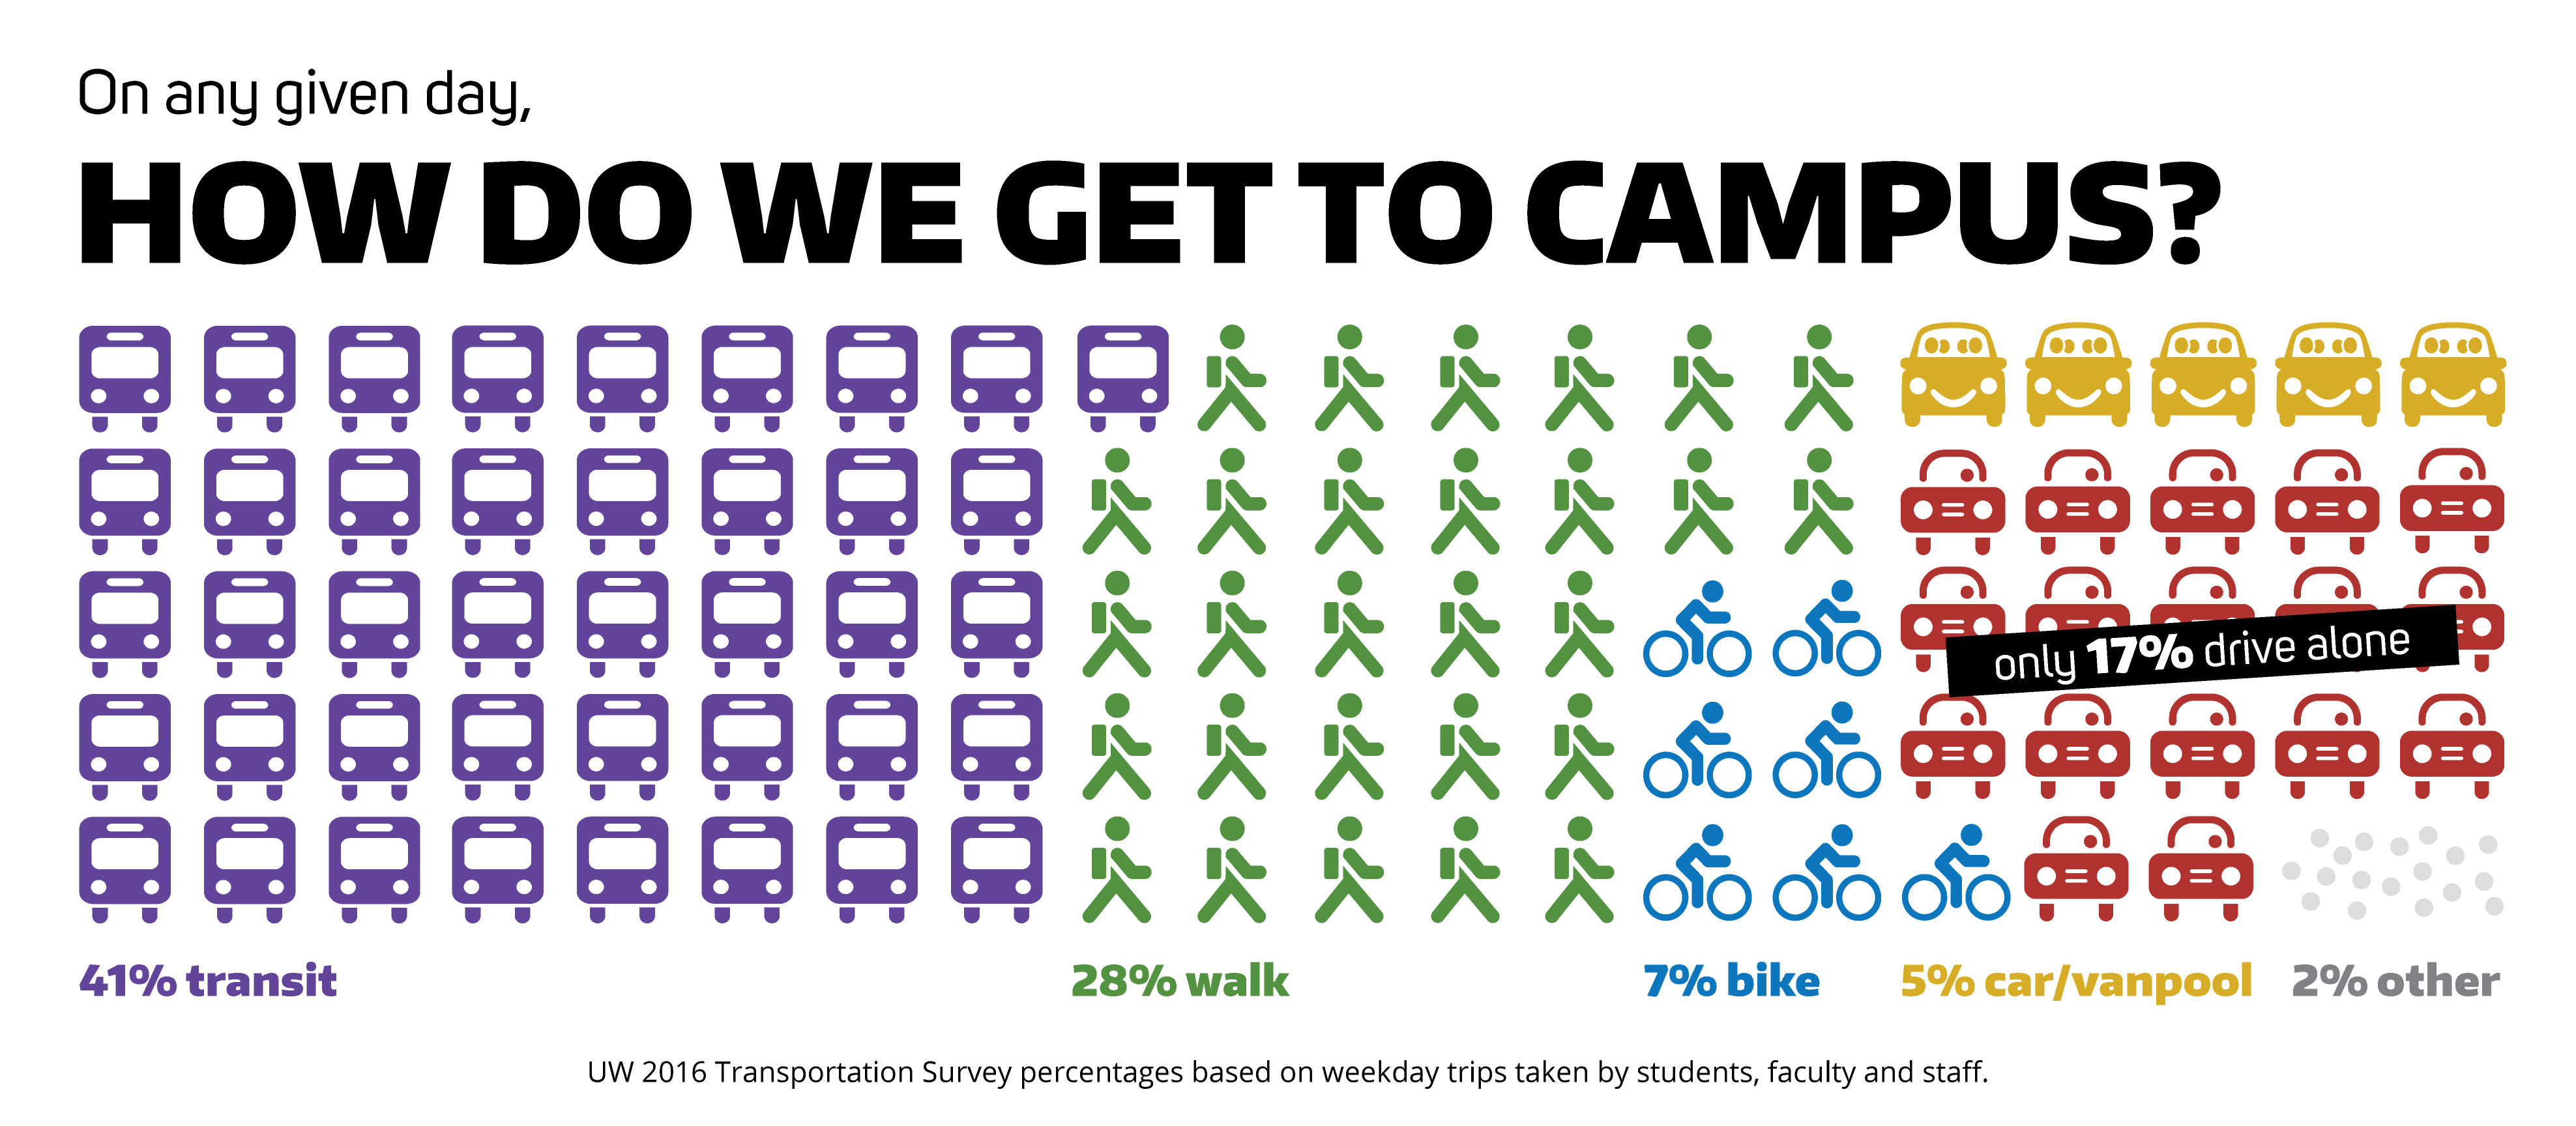 On any given day,
HOW DO WE GET TO CAMPUS?
only 17% drive alone
41% transit
28% walk
7% bike
5% car/vanpool
2% other
UW 2016 Transportation Survey percentages based on weekday trips taken by students, faculty and staff.